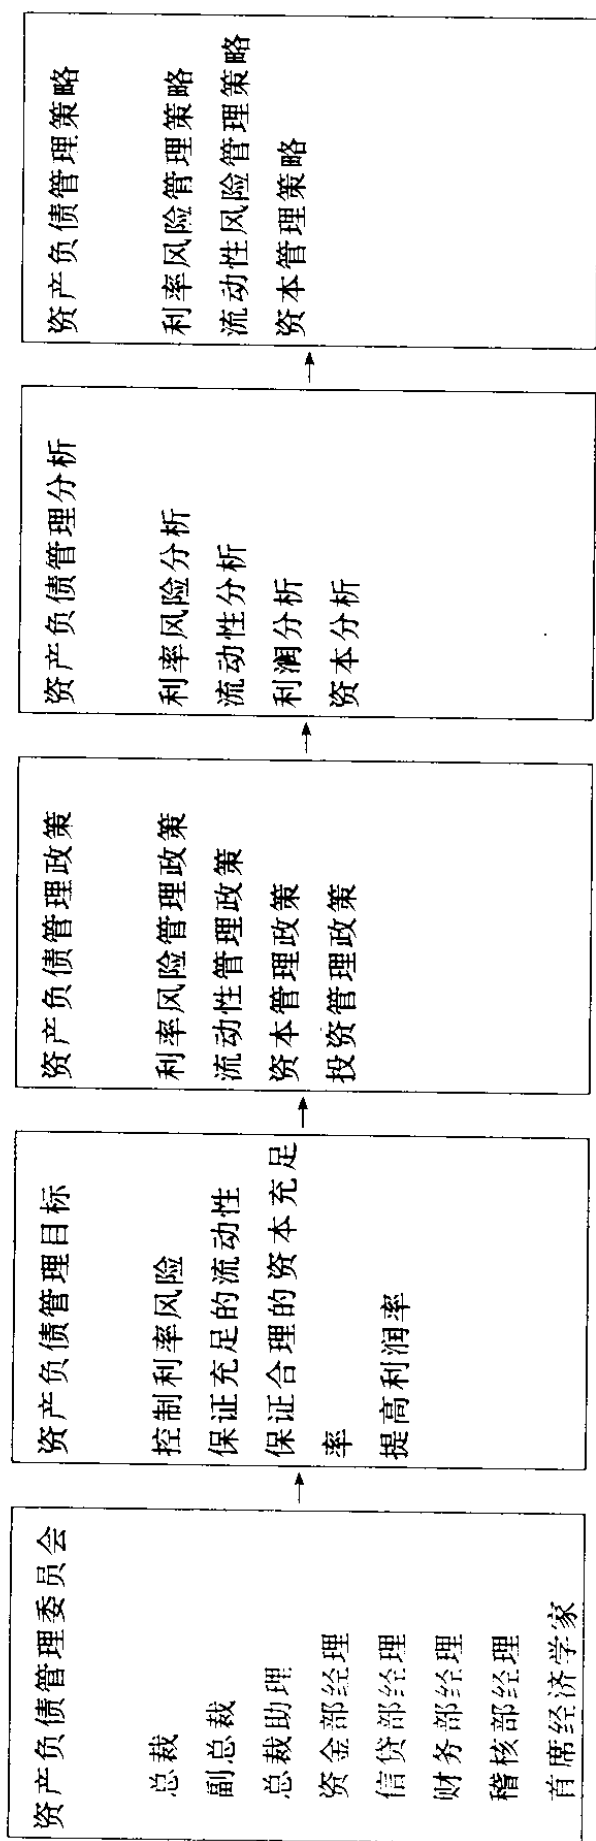 资产负债管理委员会
总裁
副总裁
总裁助理
资金部经理
信贷部经理
财务部经理
稽核部经理
首席经济学家
资产负债管理目标
控制利率风险
保证充足的流动性
保证合理的资本充足
率
提高利润率
资产负债管理政策
利率风险管理政策
流动性管理政策
资本管理政策
投资管理政策
资产负债管理分析
利率风险分析
流动性分析
利润分析
资本分析
资产负债管理策略
利率风险管理策略
流动性风险管理策略
资本管理策略